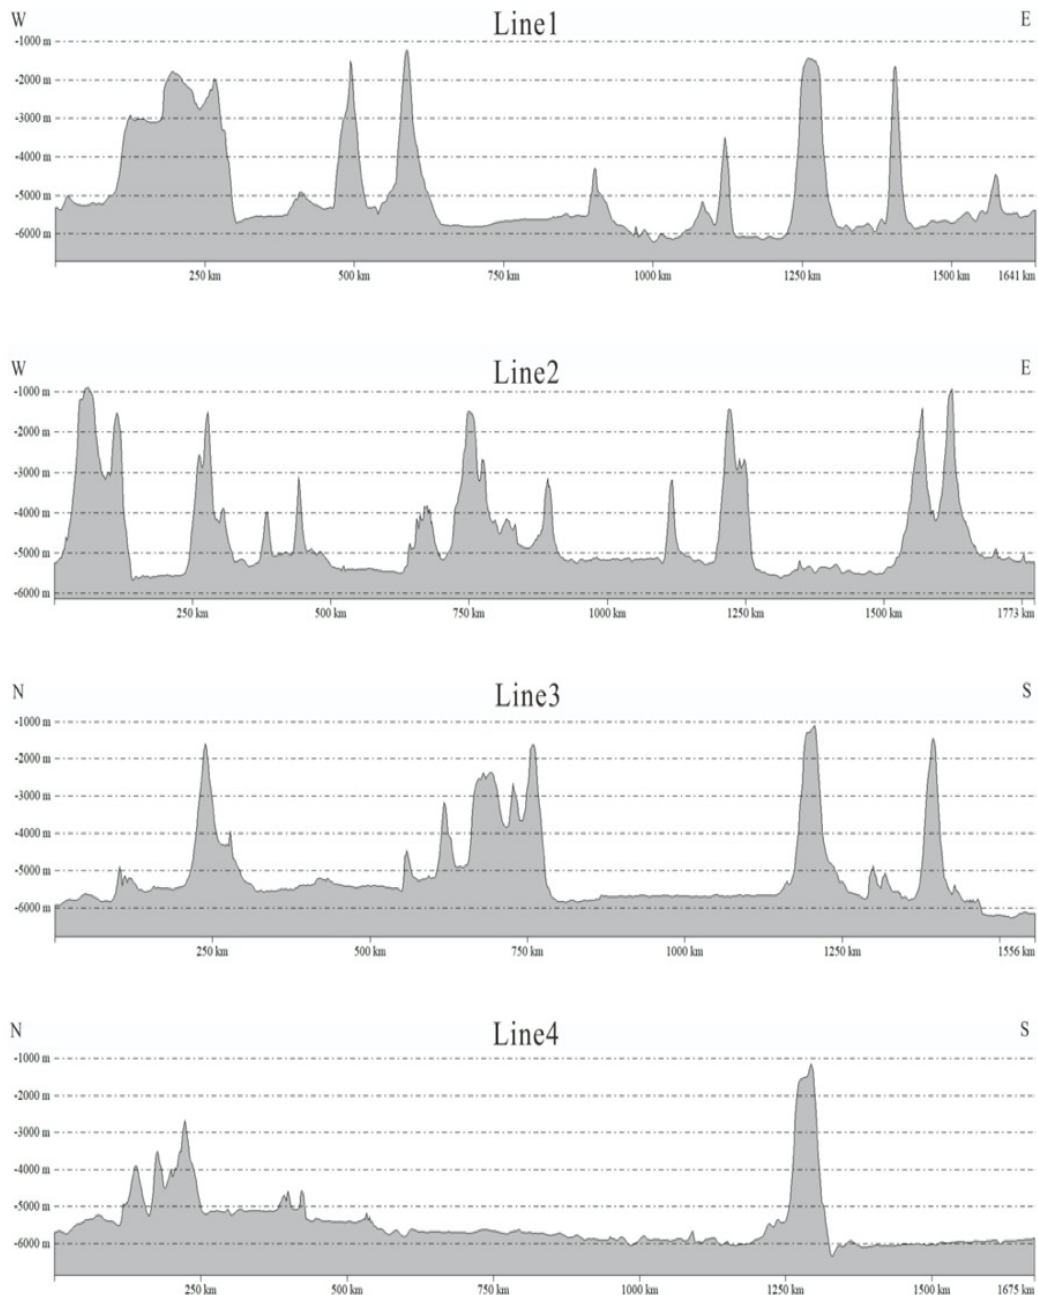 W Line1 E
-1000 m
-2000 m
-3000 m
-4000 m
-5000 m
-6000 m
250 km 500 km 750 km 1000 km 1250 km 1500 km 1641 km
W Line2 E
-1000 m
-2000 m
-3000 m
-4000 m
-5000 m
-6000 m
250 km 500 km 750 km 1000 km 1250 km 1500 km 1773 km
N Line3 S
-1000 m
-2000 m
-3000 m
-4000 m
-5000 m
-6000 m
250 km 500 km 750 km 1000 km 1250 km 1556 km
N Line4 S
-1000 m
-2000 m
-3000 m
-4000 m
-5000 m
-6000 m
250 km 500 km 750 km 1000 km 1250 km 1500 km 1675 km